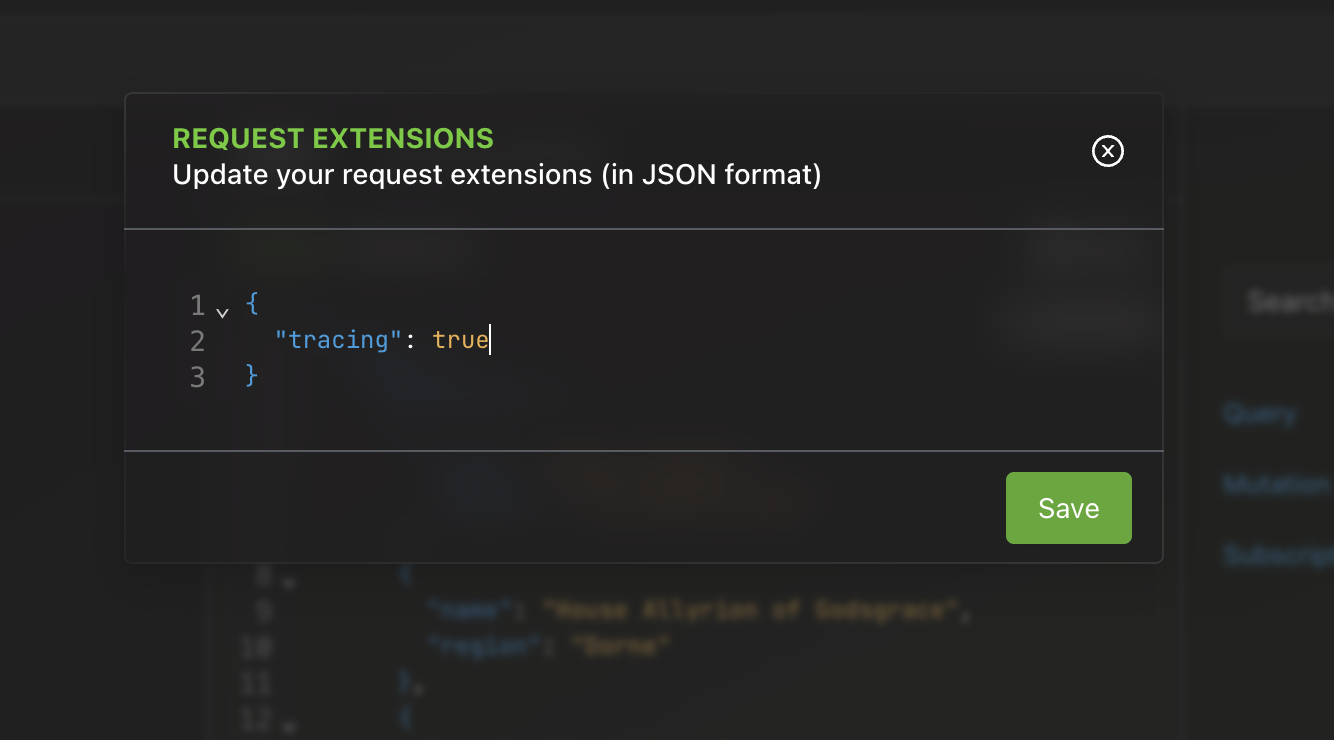 REQUEST EXTENSIONS
Update your request extensions (in JSON format)
1 {
2 "tracing": true
3 }
Save
Search
Query
Mutation
8 {
9 "name": "House Allyrion of Godsgrace",
10 "region": "Dorne"
11 },
12 {